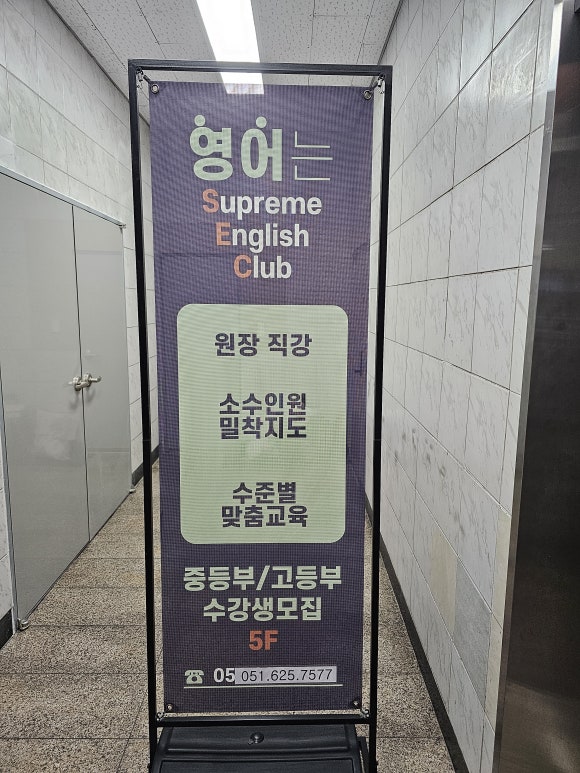 영어는
Supreme
English
Club
원장 직강
소수인원
밀착지도
수준별
맞춤교육
중등부/고등부
수강생모집
5F
☎ 05 051.625.7577